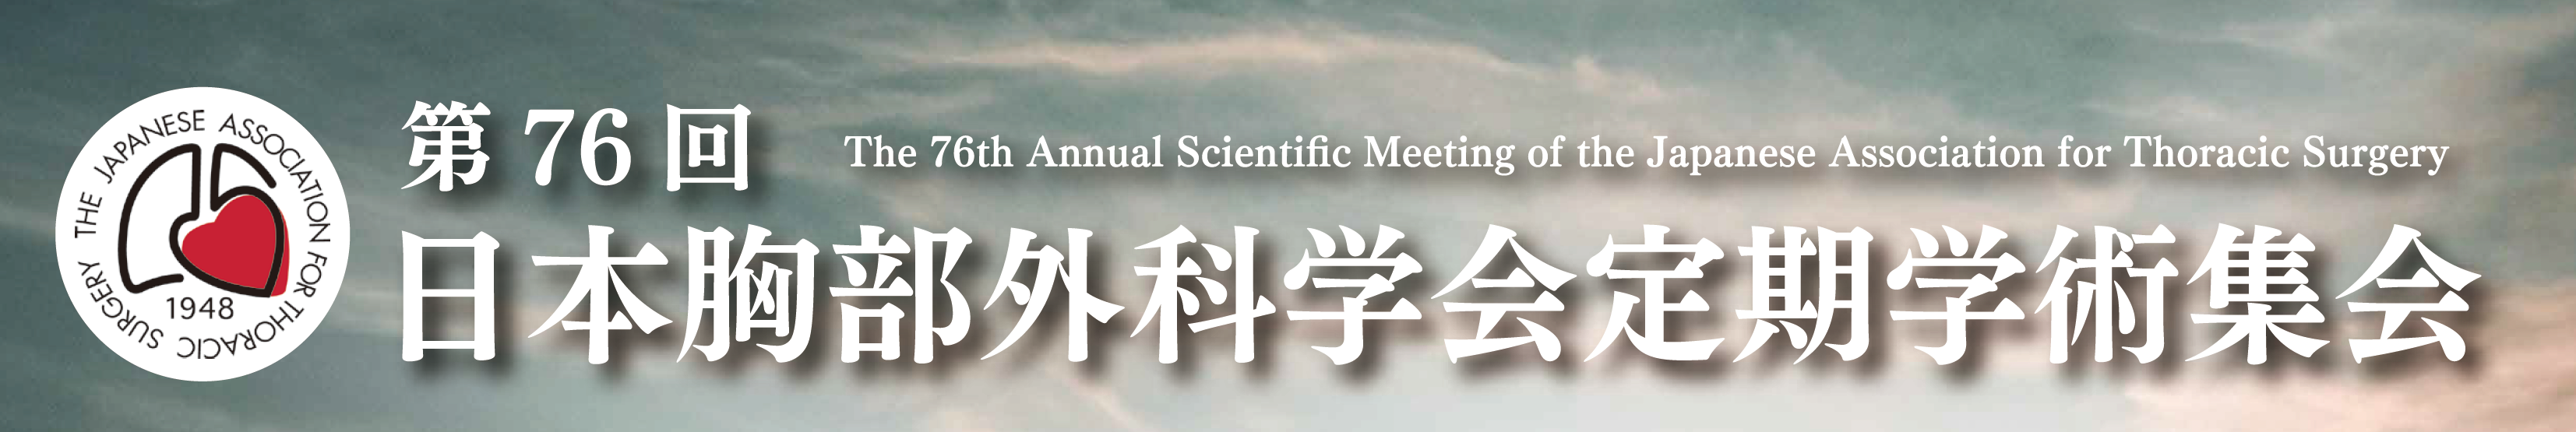 THE JAPANESE ASSOCIATION FOR THORACIC SURGERY
1948
第76回
The 76th Annual Scientific Meeting of the Japanese Association for Thoracic Surgery
日本胸部外科学会定期学術集会